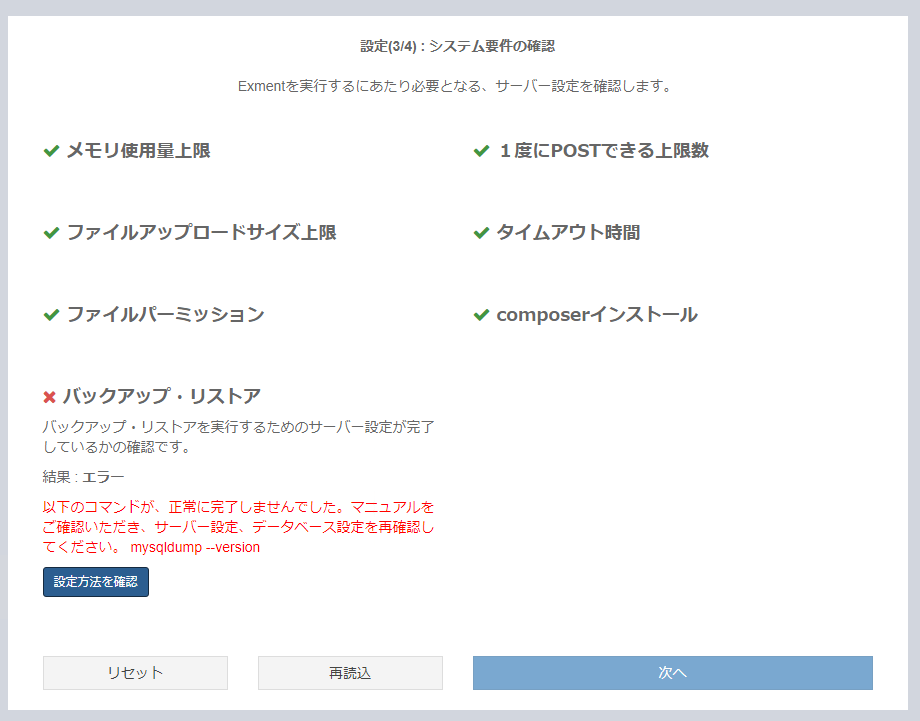 設定(3/4) : システム要件の確認
Exmentを実行するにあたり必要となる、サーバー設定を確認します。
メモリ使用量上限
１度にPOSTできる上限数
ファイルアップロードサイズ上限
タイムアウト時間
ファイルパーミッション
composerインストール
バックアップ・リストア
バックアップ・リストアを実行するためのサーバー設定が完了
しているかの確認です。
結果 : エラー
以下のコマンドが、正常に完了しませんでした。マニュアルを
ご確認いただき、サーバー設定、データベース設定を再確認し
てください。 mysqldump --version
設定方法を確認
リセット
再読込
次へ